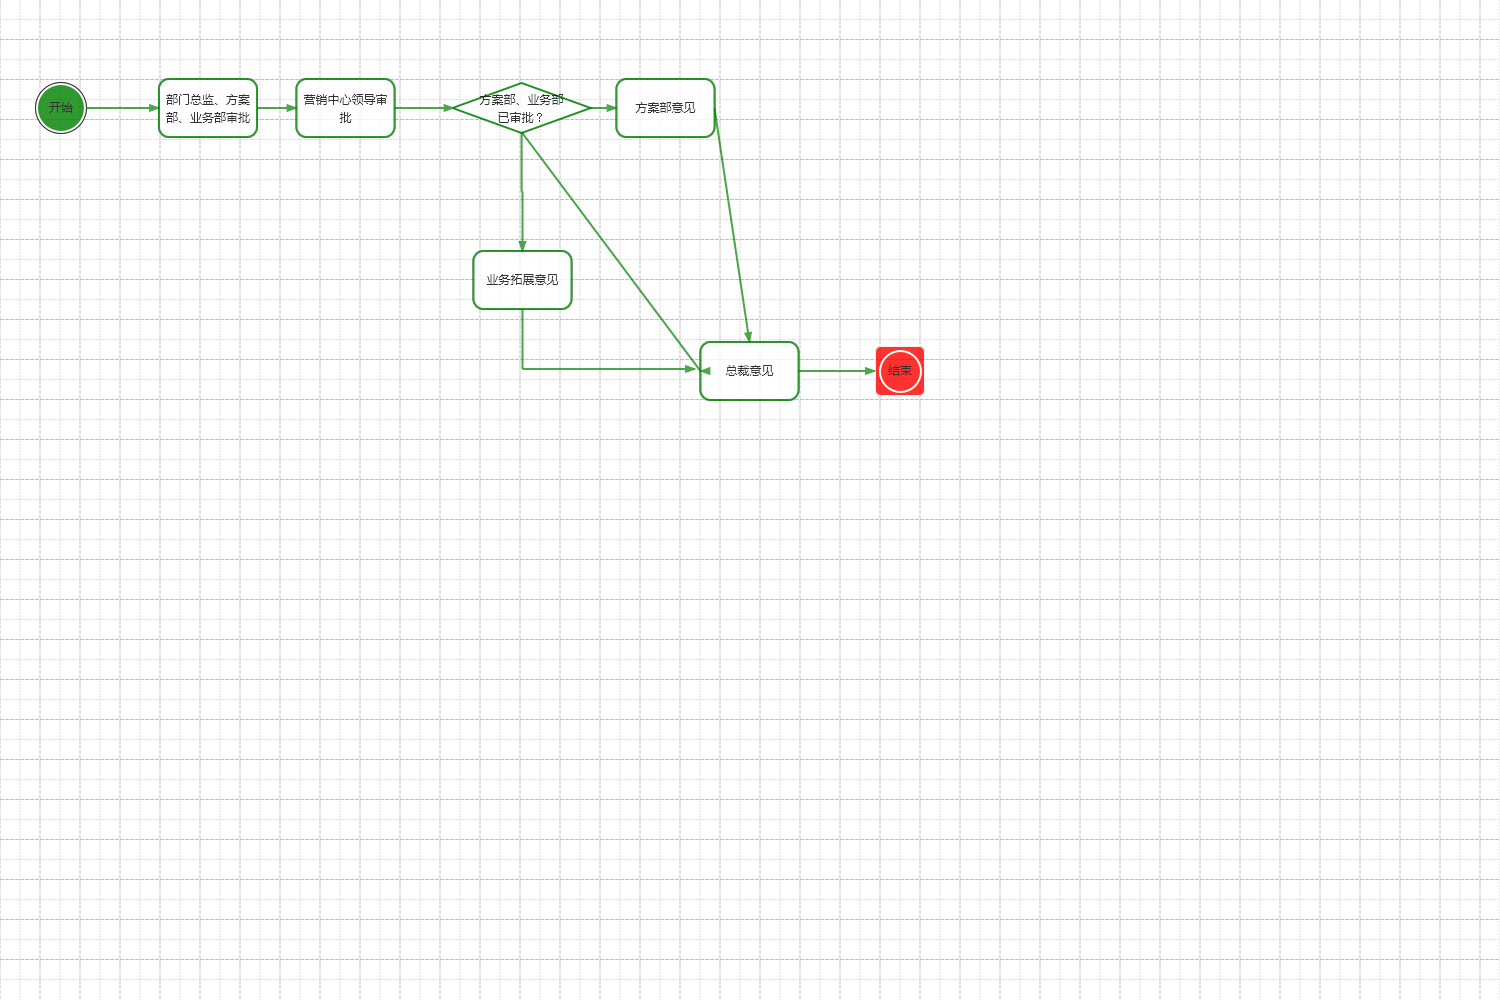 开始
部门总监、方案
部、业务部审批
营销中心领导审
批
方案部、业务部
已审批？
方案部意见
业务拓展意见
总裁意见
结束